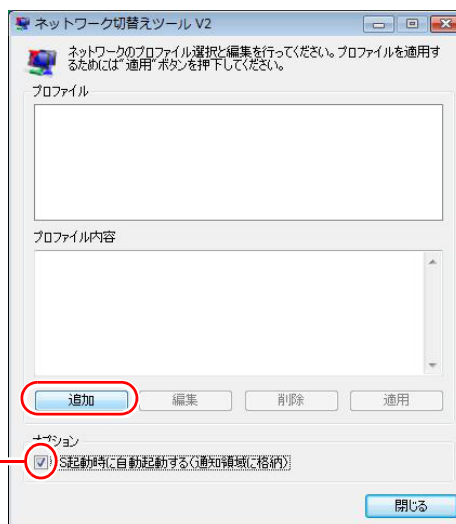 ネットワーク切替えツール V2
ネットワークのプロファイル選択と編集を行ってください。プロファイルを適用す
るためには"適用"ボタンを押下してください。
プロファイル
プロファイル内容
追加 編集 削除 適用
オプション
S起動時に自動起動する(通知領域に格納)
閉じる